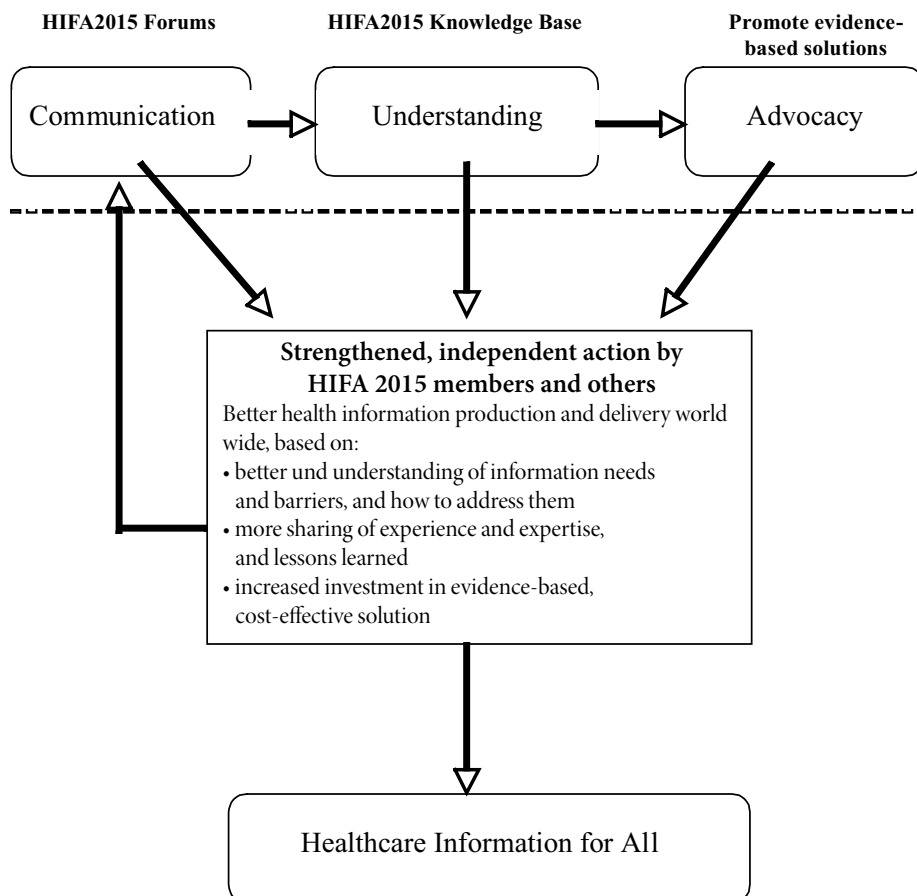 HIFA2015 Forums
HIFA2015 Knowledge Base
Promote evidence-
based solutions
Communication
Understanding
Advocacy
Strengthened, independent action by
HIFA 2015 members and others
Better health information production and delivery world
wide, based on:
• better und understanding of information needs
and barriers, and how to address them
• more sharing of experience and expertise,
and lessons learned
• increased investment in evidence-based,
cost-effective solution
Healthcare Information for All